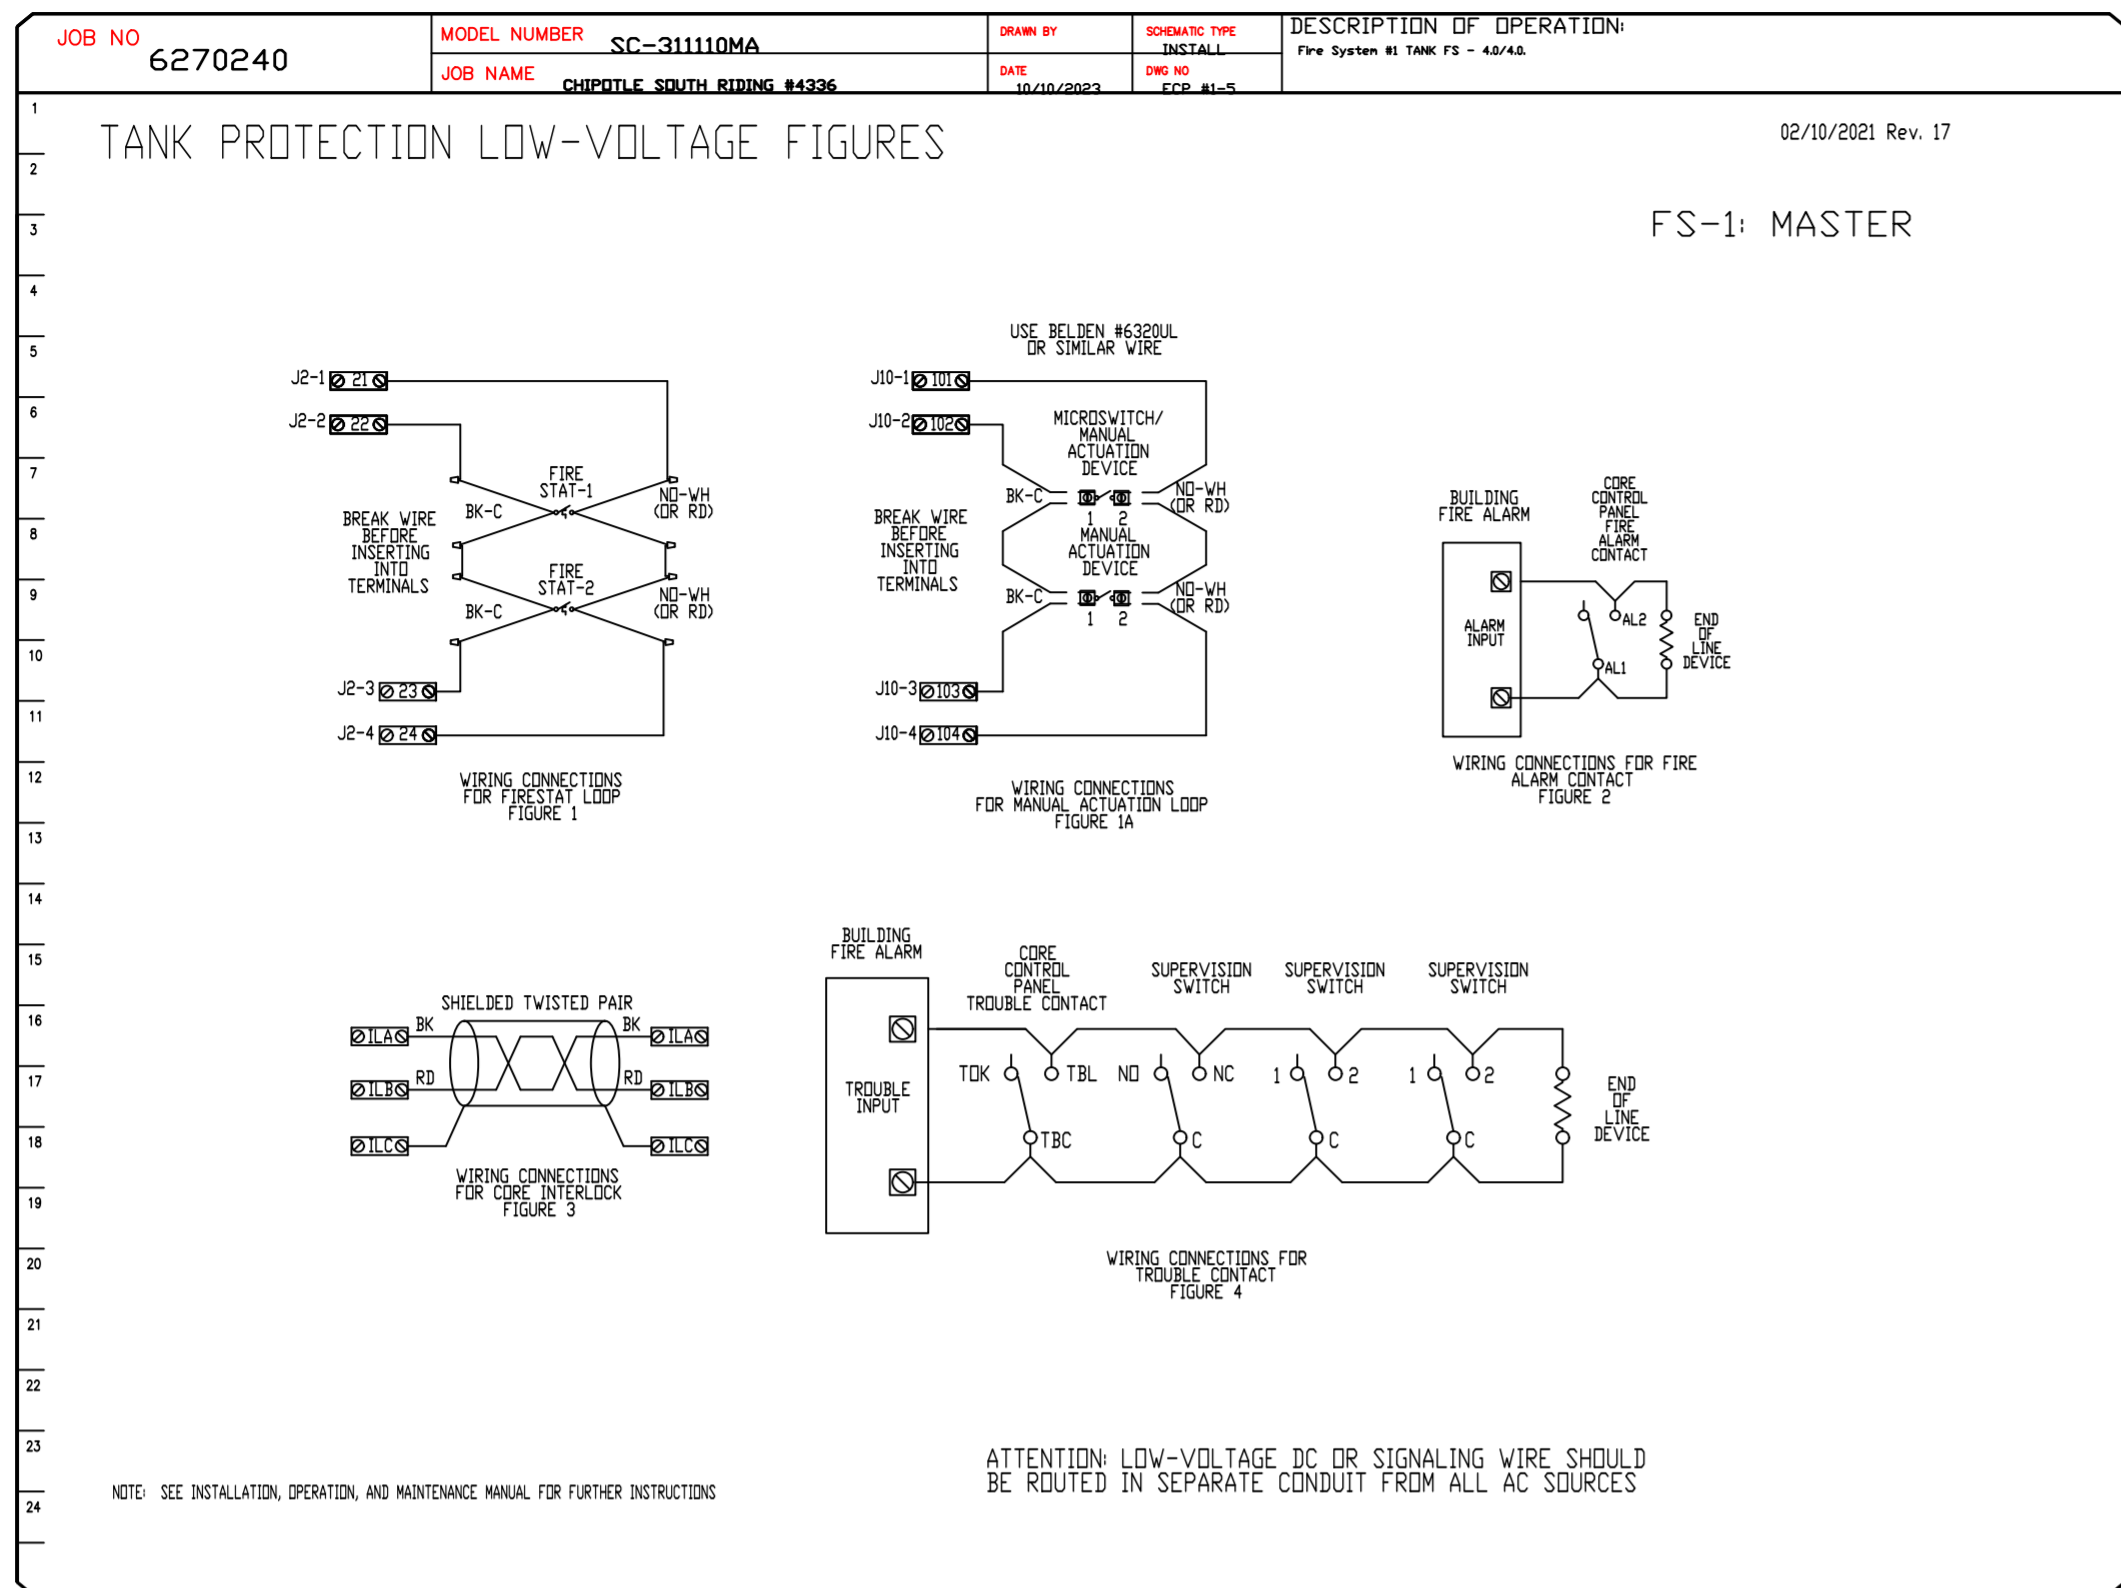 JOB NO
6270240
MODEL NUMBER
SC-311110MA
JOB NAME
CHIPOTLE SOUTH RIDING #4336
DRAWN BY
DATE
10/10/2023
SCHEMATIC TYPE
INSTALL
DWG NO
ECP #1-5
DESCRIPTION OF OPERATION:
Fire System #1 TANK FS - 4.0/4.0.
1
2
3
4
5
6
7
8
9
10
11
12
13
14
15
16
17
18
19
20
21
22
23
24
TANK PROTECTION LOW-VOLTAGE FIGURES
02/10/2021 Rev. 17
FS-1: MASTER
J2-1 21
J2-2 22
FIRE
STAT-1
BK-C
NO-WH
(OR RD)
BREAK WIRE
BEFORE
INSERTING
INTO
TERMINALS
FIRE
STAT-2
BK-C
NO-WH
(OR RD)
J2-3 23
J2-4 24
WIRING CONNECTIONS
FOR FIRESTAT LOOP
FIGURE 1
USE BELDEN #6320UL
OR SIMILAR WIRE
J10-1 101
J10-2 102
MICROSWITCH/
MANUAL
ACTUATION
DEVICE
BK-C
NO-WH
(OR RD)
1 2
BREAK WIRE
BEFORE
INSERTING
INTO
TERMINALS
MANUAL
ACTUATION
DEVICE
BK-C
NO-WH
(OR RD)
1 2
J10-3 103
J10-4 104
WIRING CONNECTIONS
FOR MANUAL ACTUATION LOOP
FIGURE 1A
BUILDING
FIRE ALARM
CORE
CONTROL
PANEL
FIRE
ALARM
CONTACT
ALARM
INPUT
AL2
AL1
END
OF
LINE
DEVICE
WIRING CONNECTIONS FOR FIRE
ALARM CONTACT
FIGURE 2
SHIELDED TWISTED PAIR
ILA BK BK ILA
ILB RD RD ILB
ILC ILC
WIRING CONNECTIONS
FOR CORE INTERLOCK
FIGURE 3
BUILDING
FIRE ALARM
CORE
CONTROL
PANEL
TROUBLE CONTACT
SUPERVISION
SWITCH
SUPERVISION
SWITCH
SUPERVISION
SWITCH
TROUBLE
INPUT
TOK TBL NO NC 1 2 1 2
TBC C C C
END
OF
LINE
DEVICE
WIRING CONNECTIONS FOR
TROUBLE CONTACT
FIGURE 4
ATTENTION: LOW-VOLTAGE DC OR SIGNALING WIRE SHOULD
BE ROUTED IN SEPARATE CONDUIT FROM ALL AC SOURCES
NOTE: SEE INSTALLATION, OPERATION, AND MAINTENANCE MANUAL FOR FURTHER INSTRUCTIONS